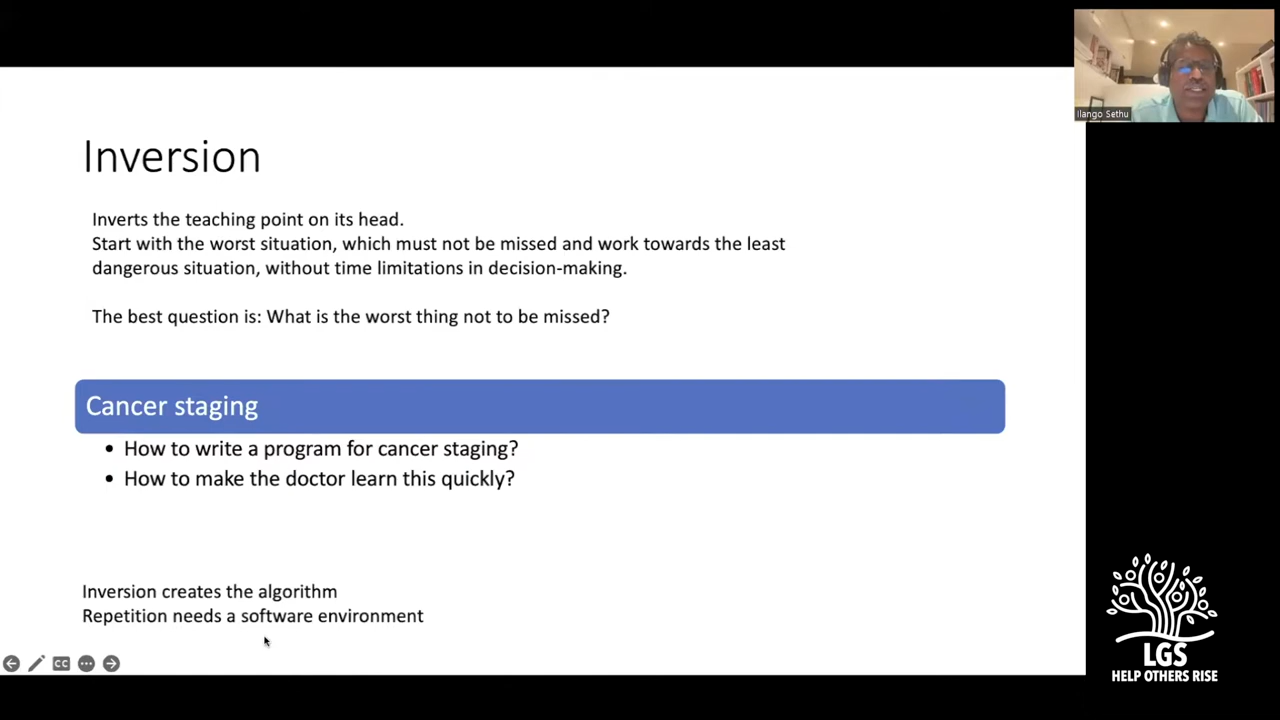 Ilango Sethu
Inversion
Inverts the teaching point on its head.
Start with the worst situation, which must not be missed and work towards the least
dangerous situation, without time limitations in decision-making.
The best question is: What is the worst thing not to be missed?
Cancer staging
• How to write a program for cancer staging?
• How to make the doctor learn this quickly?
Inversion creates the algorithm
Repetition needs a software environment
CC
LGS
HELP OTHERS RISE